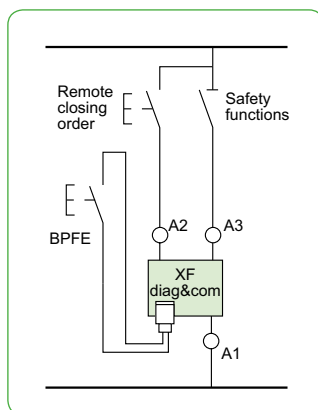 Remote
closing
order
Safety
functions
BPFE
A2
A3
XF
diag&com
A1